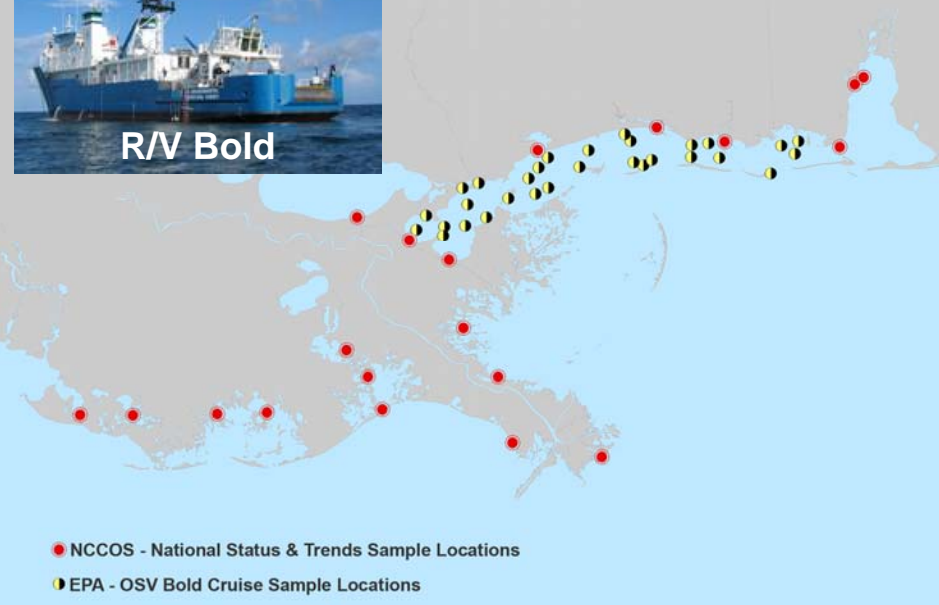 R/V Bold
NCCOS - National Status & Trends Sample Locations
EPA - OSV Bold Cruise Sample Locations